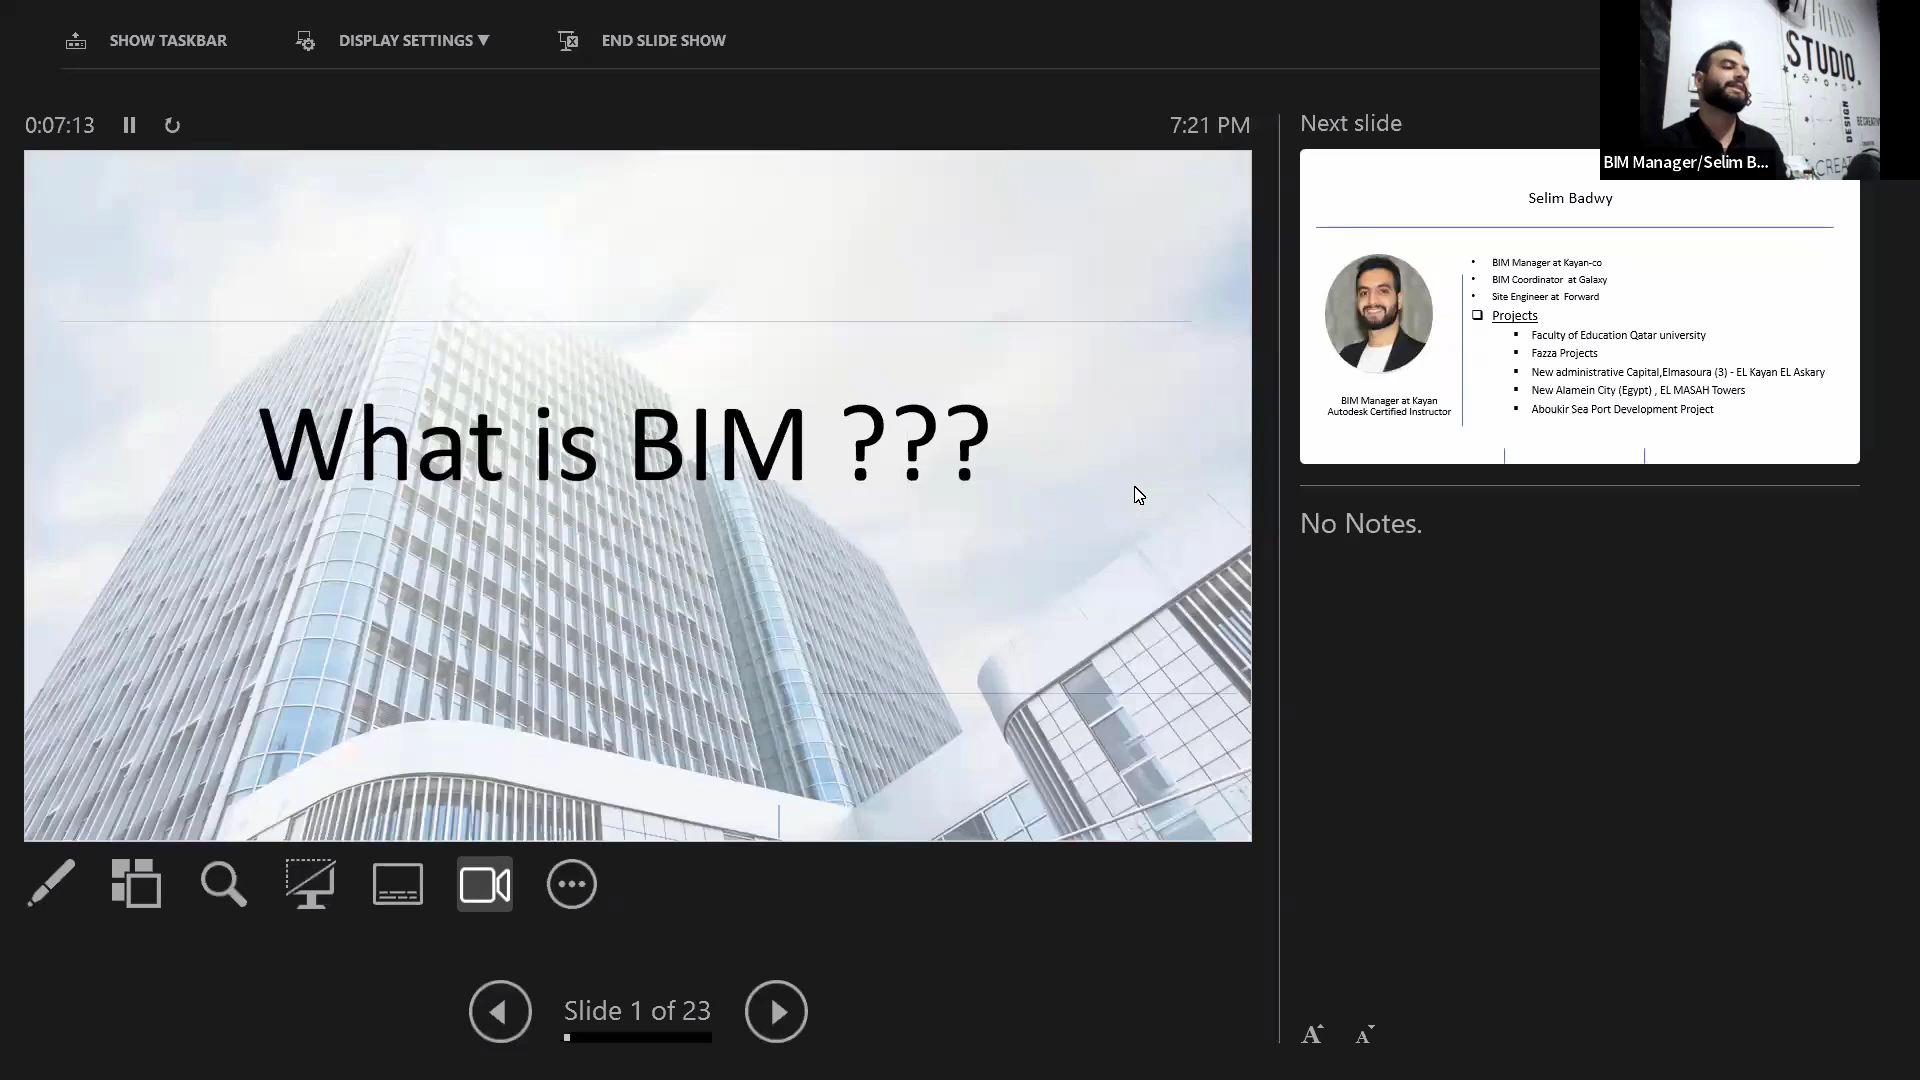 SHOW TASKBAR
DISPLAY SETTINGS ▼
END SLIDE SHOW
STUDIO
DESIGN
BE CREATIV
CREAT
BIM Manager/Selim B...
0:07:13
7:21 PM
Next slide
What is BIM ???
Selim Badwy
• BIM Manager at Kayan-co
• BIM Coordinator at Galaxy
• Site Engineer at Forward
❑ Projects
▪ Faculty of Education Qatar university
▪ Fazza Projects
▪ New administrative Capital,Elmasoura (3) - EL Kayan EL Askary
▪ New Alamein City (Egypt) , EL MASAH Towers
▪ Aboukir Sea Port Development Project
BIM Manager at Kayan
Autodesk Certified Instructor
No Notes.
Slide 1 of 23
A A